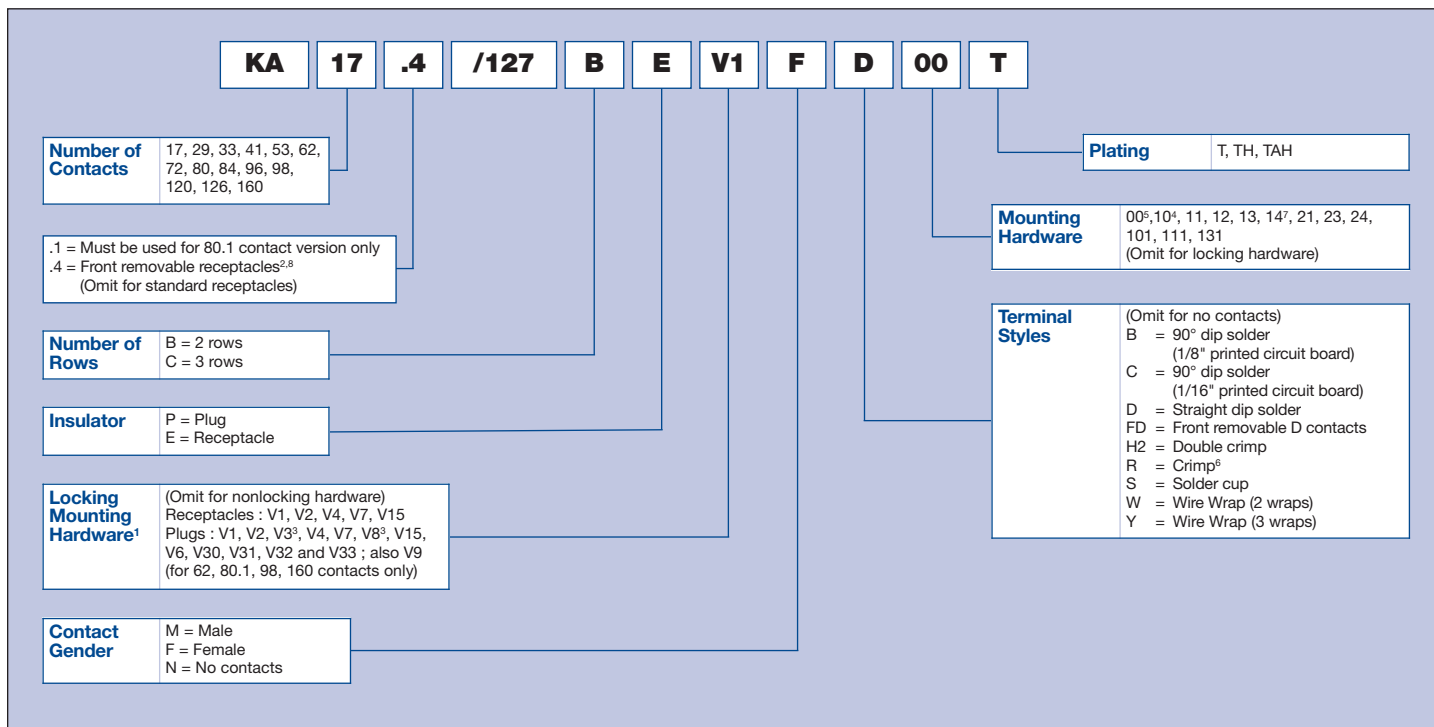 KA 17 .4 /127 B E V1 F D 00 T
Number of Contacts
17, 29, 33, 41, 53, 62,
72, 80, 84, 96, 98,
120, 126, 160
.1 = Must be used for 80.1 contact version only
.4 = Front removable receptacles²,⁸
(Omit for standard receptacles)
Number of Rows
B = 2 rows
C = 3 rows
Insulator
P = Plug
E = Receptacle
Locking Mounting Hardware¹
(Omit for nonlocking hardware)
Receptacles : V1, V2, V4, V7, V15
Plugs : V1, V2, V3³, V4, V7, V8³, V15,
V6, V30, V31, V32 and V33 ; also V9
(for 62, 80.1, 98, 160 contacts only)
Contact Gender
M = Male
F = Female
N = No contacts
Plating
T, TH, TAH
Mounting Hardware
00⁵,10⁴, 11, 12, 13, 14⁷, 21, 23, 24,
101, 111, 131
(Omit for locking hardware)
Terminal Styles
(Omit for no contacts)
B = 90° dip solder
(1/8" printed circuit board)
C = 90° dip solder
(1/16" printed circuit board)
D = Straight dip solder
FD = Front removable D contacts
H2 = Double crimp
R = Crimp⁶
S = Solder cup
W = Wire Wrap (2 wraps)
Y = Wire Wrap (3 wraps)